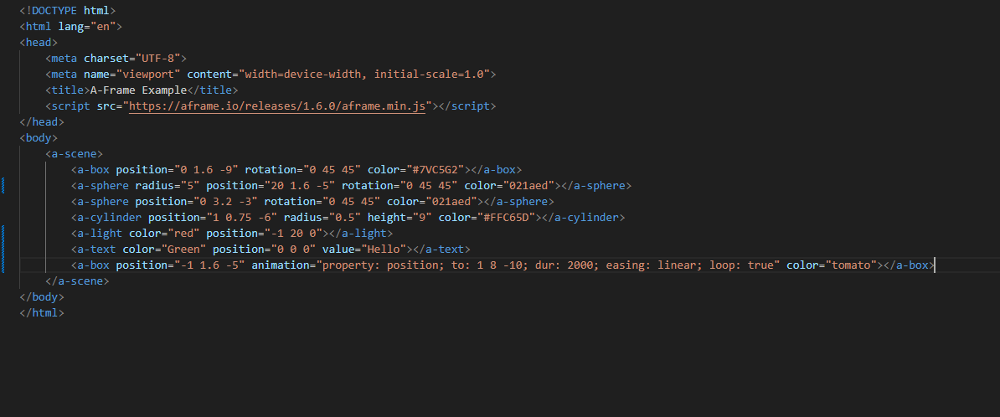 <!DOCTYPE html>
<html lang="en">
<head>
    <meta charset="UTF-8">
    <meta name="viewport" content="width=device-width, initial-scale=1.0">
    <title>A-Frame Example</title>
    <script src="https://aframe.io/releases/1.6.0/aframe.min.js"></script>
</head>
<body>
    <a-scene>
        <a-box position="0 1.6 -9" rotation="0 45 45" color="#7VC5G2"></a-box>
        <a-sphere radius="5" position="20 1.6 -5" rotation="0 45 45" color="021aed"></a-sphere>
        <a-sphere position="0 3.2 -3" rotation="0 45 45" color="021aed"></a-sphere>
        <a-cylinder position="1 0.75 -6" radius="0.5" height="9" color="#FFC65D"></a-cylinder>
        <a-light color="red" position="-1 20 0"></a-light>
        <a-text color="Green" position="0 0 0" value="Hello"></a-text>
        <a-box position="-1 1.6 -5" animation="property: position; to: 1 8 -10; dur: 2000; easing: linear; loop: true" color="tomato"></a-box>
    </a-scene>
</body>
</html>